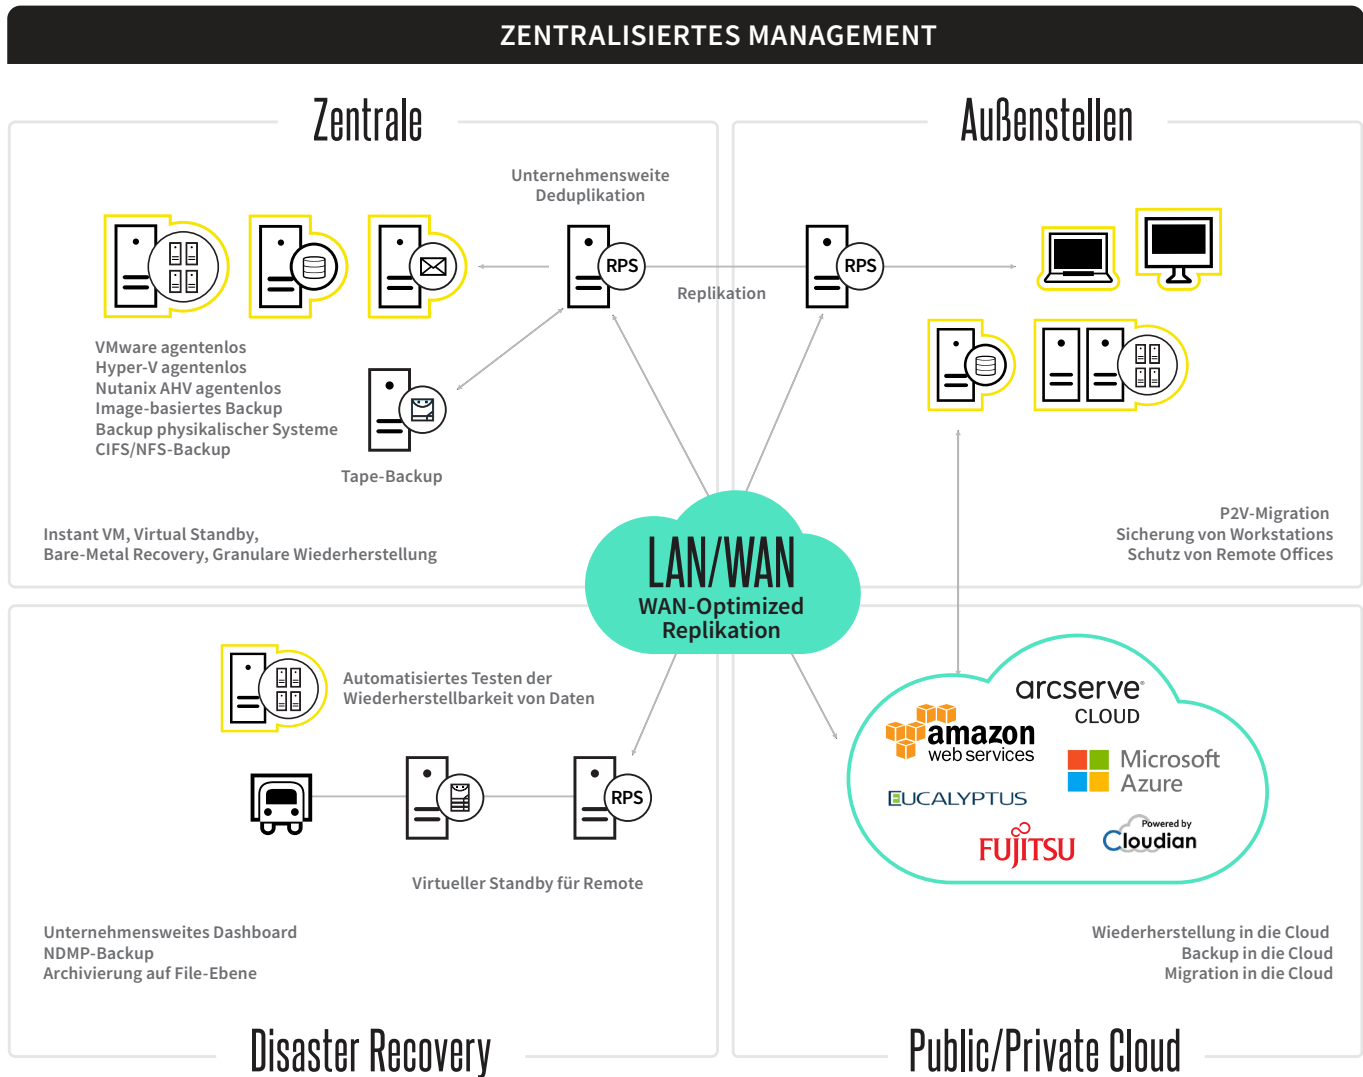 ZENTRALISIERTES MANAGEMENT
Zentrale
Unternehmensweite
Deduplikation
RPS
Replikation
VMware agentenlos
Hyper-V agentenlos
Nutanix AHV agentenlos
Image-basiertes Backup
Backup physikalischer Systeme
CIFS/NFS-Backup
Tape-Backup
Instant VM, Virtual Standby,
Bare-Metal Recovery, Granulare Wiederherstellung
Außenstellen
RPS
P2V-Migration
Sicherung von Workstations
Schutz von Remote Offices
LAN/WAN
WAN-Optimized
Replikation
Automatisiertes Testen der
Wiederherstellbarkeit von Daten
RPS
Virtueller Standby für Remote
Unternehmensweites Dashboard
NDMP-Backup
Archivierung auf File-Ebene
Disaster Recovery
arcserve®
CLOUD
amazon
web services
Microsoft
Azure
EUCALYPTUS
FUJITSU
Powered by
Cloudian
Wiederherstellung in die Cloud
Backup in die Cloud
Migration in die Cloud
Public/Private Cloud